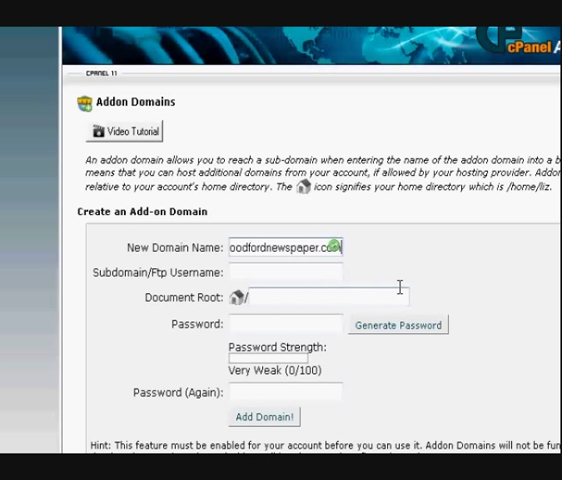 cPanel
CPANEL 11
Addon Domains
Video Tutorial
An addon domain allows you to reach a sub-domain when entering the name of the addon domain into a b
means that you can host additional domains from your account, if allowed by your hosting provider. Addon
relative to your account's home directory. The icon signifies your home directory which is /home/liz.
Create an Add-on Domain
New Domain Name: oodfordnewspaper.com
Subdomain/Ftp Username:
Document Root: /
Password: Generate Password
Password Strength:
Very Weak (0/100)
Password (Again):
Add Domain!
Hint: This feature must be enabled for your account before you can use it. Addon Domains will not be fun